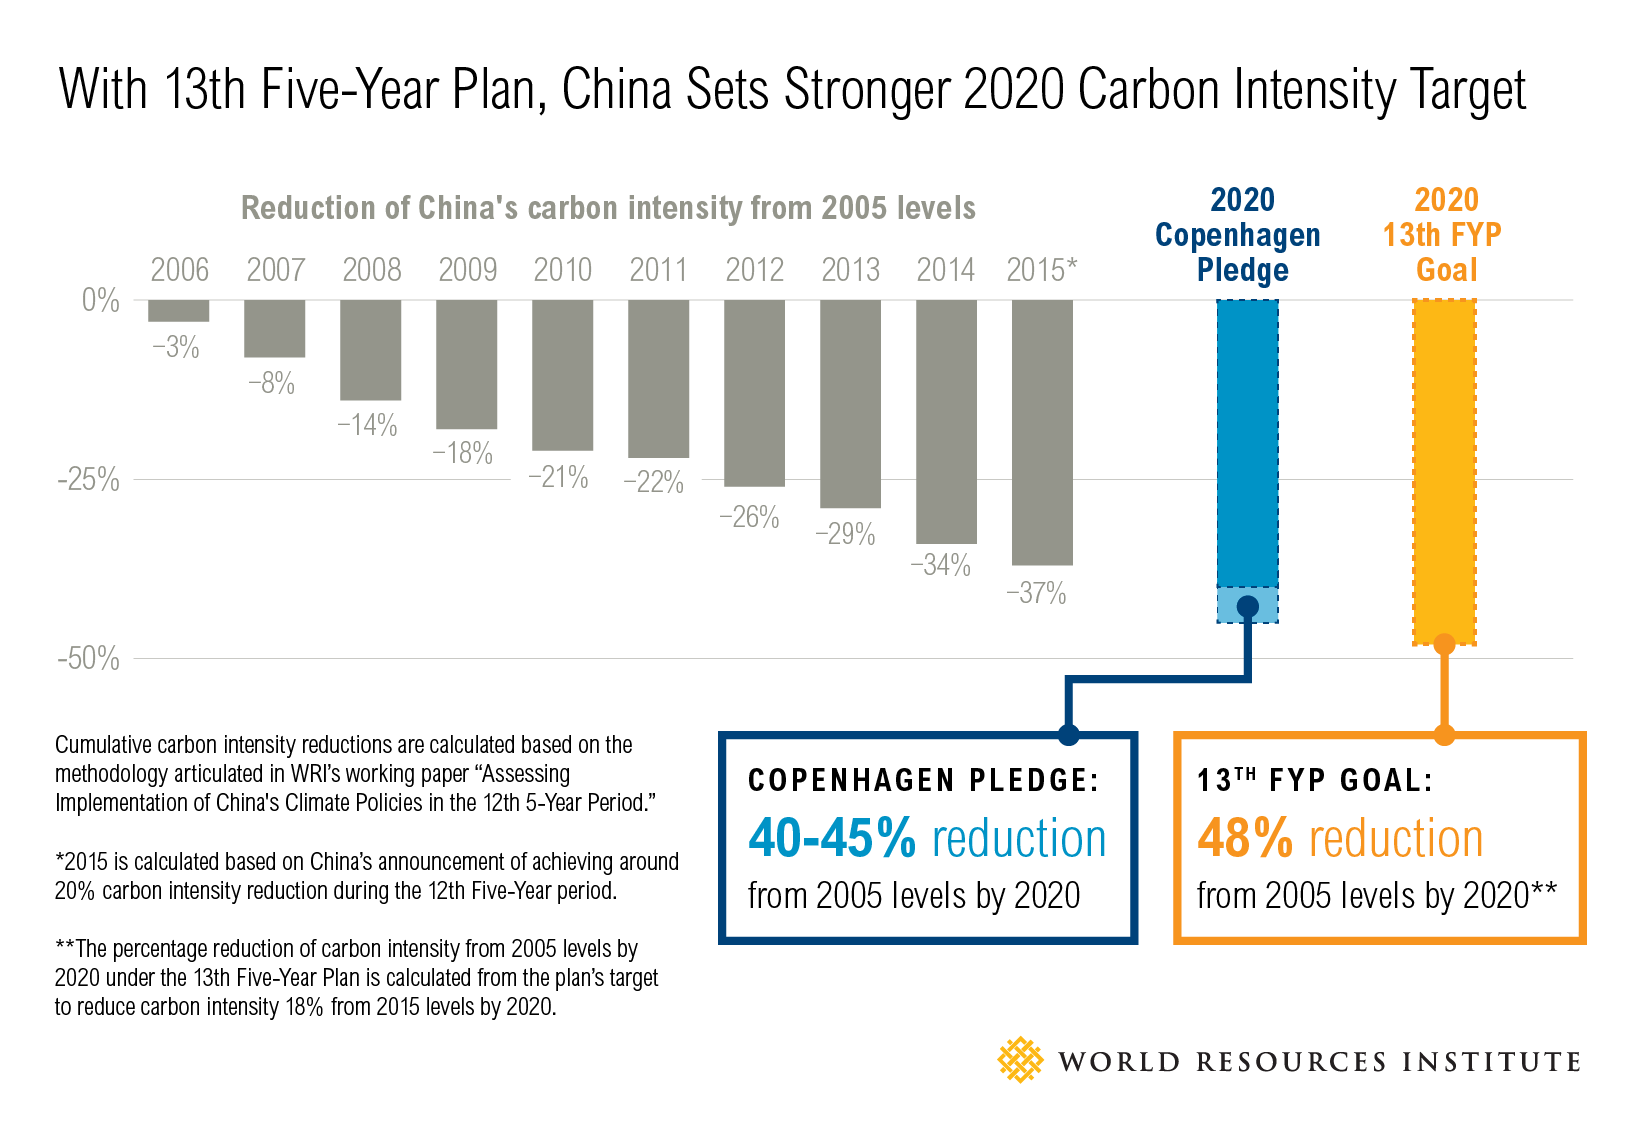 With 13th Five-Year Plan, China Sets Stronger 2020 Carbon Intensity Target
Reduction of China's carbon intensity from 2005 levels
2020
Copenhagen
Pledge
2020
13th FYP
Goal
2006 2007 2008 2009 2010 2011 2012 2013 2014 2015*
0%
–3%
–8%
–14%
–18%
-25%
–21%
–22%
–26%
–29%
–34%
–37%
-50%
Cumulative carbon intensity reductions are calculated based on the
methodology articulated in WRI’s working paper “Assessing
Implementation of China's Climate Policies in the 12th 5-Year Period.”
*2015 is calculated based on China’s announcement of achieving around
20% carbon intensity reduction during the 12th Five-Year period.
**The percentage reduction of carbon intensity from 2005 levels by
2020 under the 13th Five-Year Plan is calculated from the plan’s target
to reduce carbon intensity 18% from 2015 levels by 2020.
COPENHAGEN PLEDGE:
40-45% reduction
from 2005 levels by 2020
13TH FYP GOAL:
48% reduction
from 2005 levels by 2020**
WORLD RESOURCES INSTITUTE